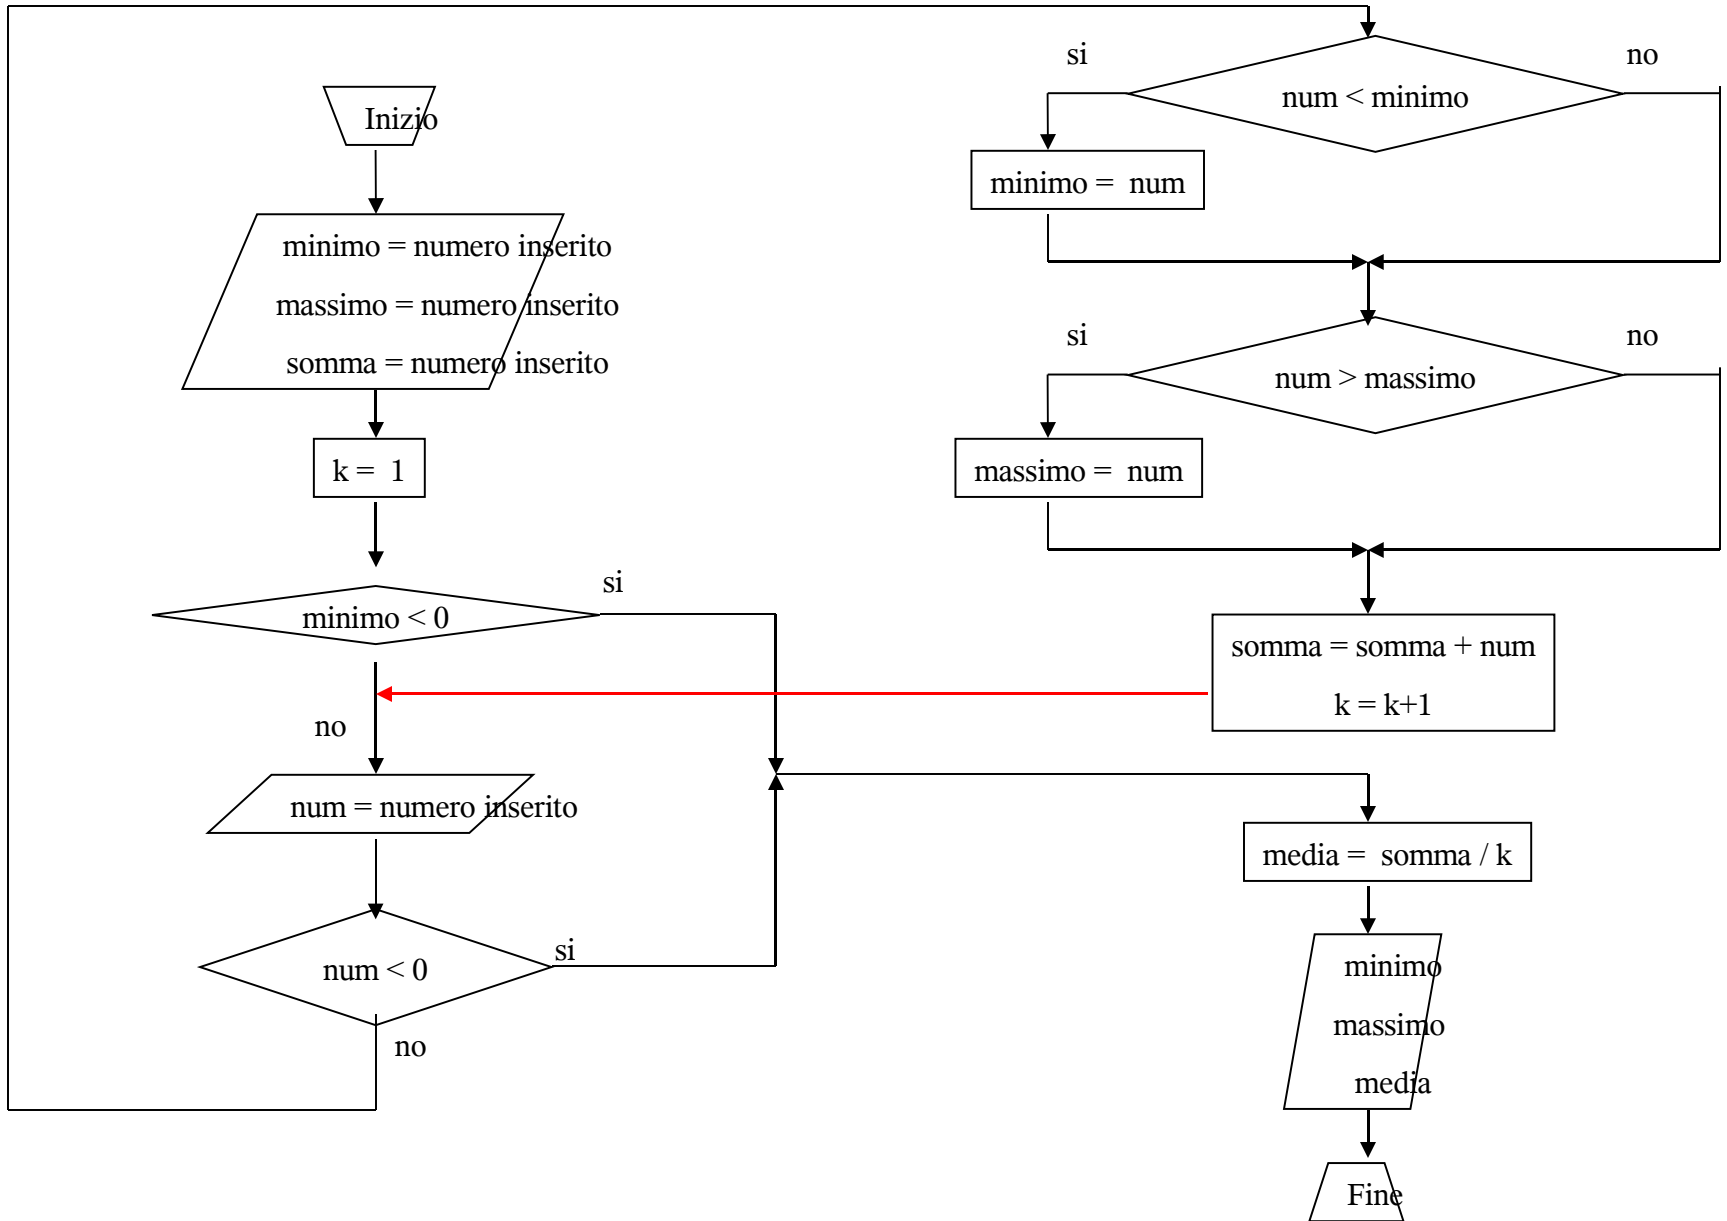 Inizio
minimo = numero inserito
massimo = numero inserito
somma = numero inserito
k = 1
minimo < 0
si
no
num = numero inserito
num < 0
si
no
si
num < minimo
no
minimo = num
si
num > massimo
no
massimo = num
somma = somma + num
k = k+1
media = somma / k
minimo
massimo
media
Fine